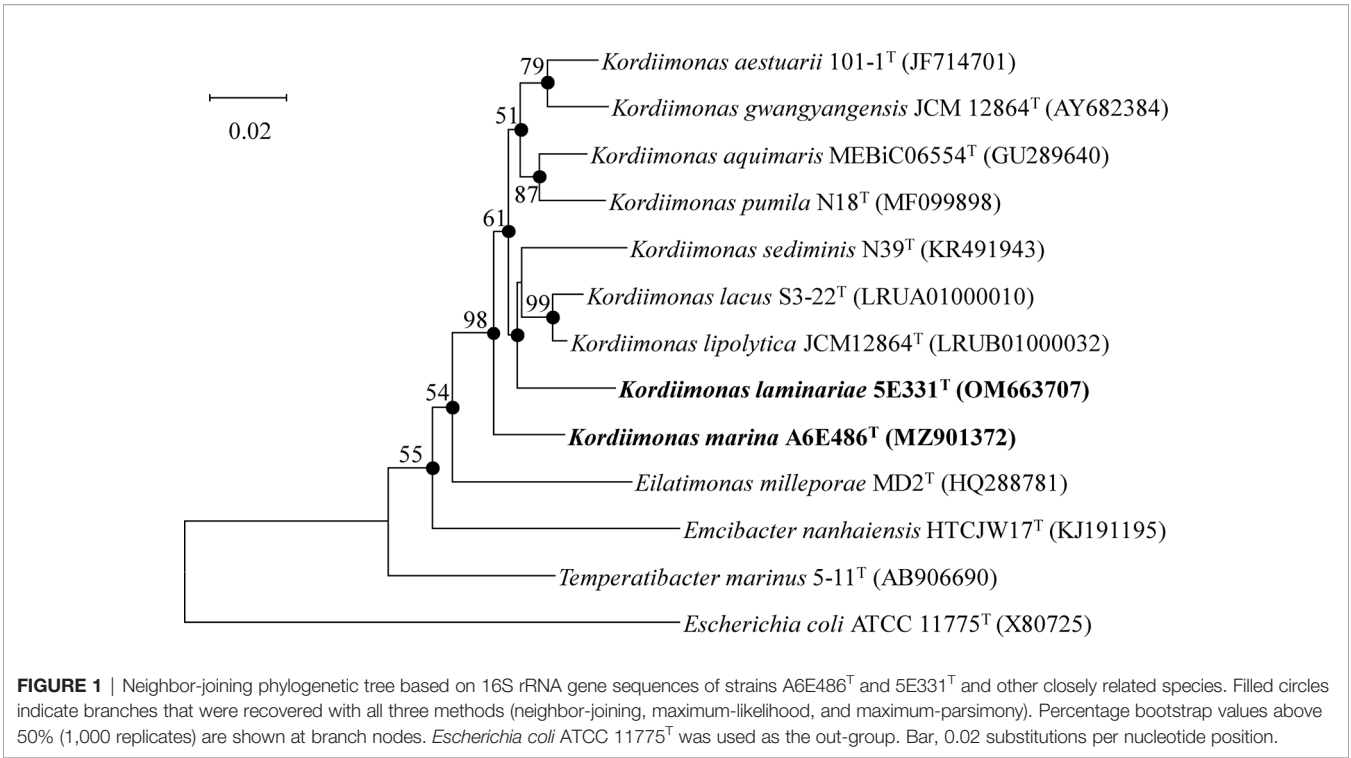 79
Kordiimonas aestuarii 101-1ᵀ (JF714701)
Kordiimonas gwangyangensis JCM 12864ᵀ (AY682384)
0.02
51
Kordiimonas aquimaris MEBiC06554ᵀ (GU289640)
87
Kordiimonas pumila N18ᵀ (MF099898)
61
Kordiimonas sediminis N39ᵀ (KR491943)
99
Kordiimonas lacus S3-22ᵀ (LRUA01000010)
98
Kordiimonas lipolytica JCM12864ᵀ (LRUB01000032)
Kordiimonas laminariae 5E331ᵀ (OM663707)
54
Kordiimonas marina A6E486ᵀ (MZ901372)
55
Eilatimonas milleporae MD2ᵀ (HQ288781)
Emcibacter nanhaiensis HTCJW17ᵀ (KJ191195)
Temperatibacter marinus 5-11ᵀ (AB906690)
Escherichia coli ATCC 11775ᵀ (X80725)
FIGURE 1 | Neighbor-joining phylogenetic tree based on 16S rRNA gene sequences of strains A6E486ᵀ and 5E331ᵀ and other closely related species. Filled circles
indicate branches that were recovered with all three methods (neighbor-joining, maximum-likelihood, and maximum-parsimony). Percentage bootstrap values above
50% (1,000 replicates) are shown at branch nodes. Escherichia coli ATCC 11775ᵀ was used as the out-group. Bar, 0.02 substitutions per nucleotide position.